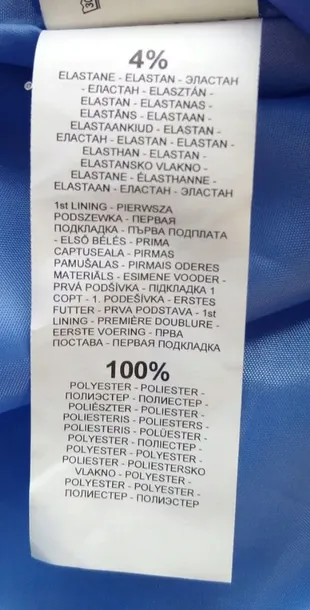 4%
ELASTANE - ELASTAN - ЭЛАСТАН
- ЕЛАСТАН - ELASZTÁN -
ELASTAN - ELASTANAS -
ELASTĀNS - ELASTAAN -
ELASTAANKIUD - ELASTAN -
ЕЛАСТАН - ELASTAN - ELASTAN -
ELASTHAN - ELASTAN -
ELASTANSKO VLAKNO -
ELASTANE - ÉLASTHANNE -
ELASTAAN - ЕЛАСТАН - ЭЛАСТАН
1st LINING - PIERWSZA
PODSZEWKA - ПЕРВАЯ
ПОДКЛАДКА - ПЪРВА ПОДПЛАТА
- ELSŐ BÉLÉS - PRIMA
CAPTUSEALA - PIRMAS
PAMUŠALAS - PIRMAIS ODERES
MATERIĀLS - ESIMENE VOODER -
PRVÁ PODŠÍVKA - ПІДКЛАДКА 1
СОРТ - 1. PODEŠÍVKA - ERSTES
FUTTER - PRVA PODSTAVA - 1st
LINING - PREMIÈRE DOUBLURE -
EERSTE VOERING - ПРВА
ПОСТАВА - ПЕРВАЯ ПОДКЛАДКА
100%
POLYESTER - POLIESTER -
ПОЛИЭСТЕР - ПОЛИЕСТЕР -
POLIÉSZTER - POLIESTER -
POLIESTERIS - POLIESTERS -
POLIESTERIS - POLÜESTER -
POLYESTER - ПОЛІЕСТЕР -
POLYESTER - POLYESTER -
POLIESTER - POLIESTERSKO
VLAKNO - POLYESTER -
POLYESTER - POLYESTER -
ПОЛИЕСТЕР - ПОЛИЭСТЕР